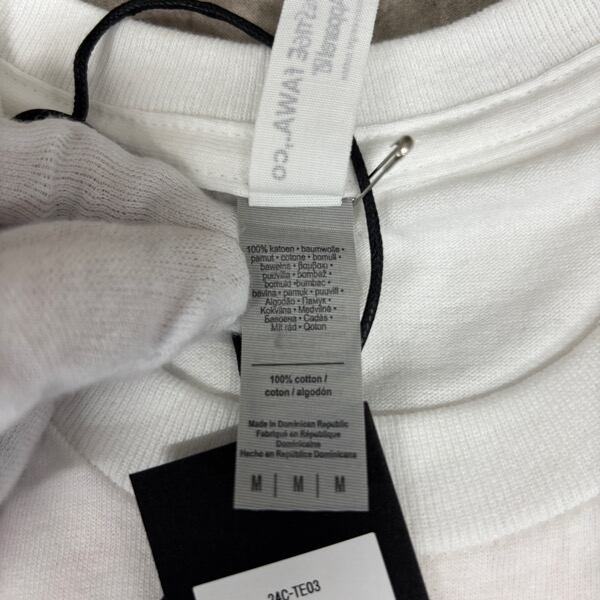 100% katoen • baumwolle •
pamut • cotone • bomull •
bawełna • βαμβάκι •
puuvilla • bombaž •
bomuld • bumbac •
bavlna • pamuk • puuvill •
Algodão • Памук •
Kokvilna • Medvilnė •
Бавовна • Cadás •
Mit rād • Qoton
100% cotton /
coton / algodón
Made in Dominican Republic
Fabriqué en République
Dominicaine
Hecho en República Dominicana
M | M | M
24C-TE03